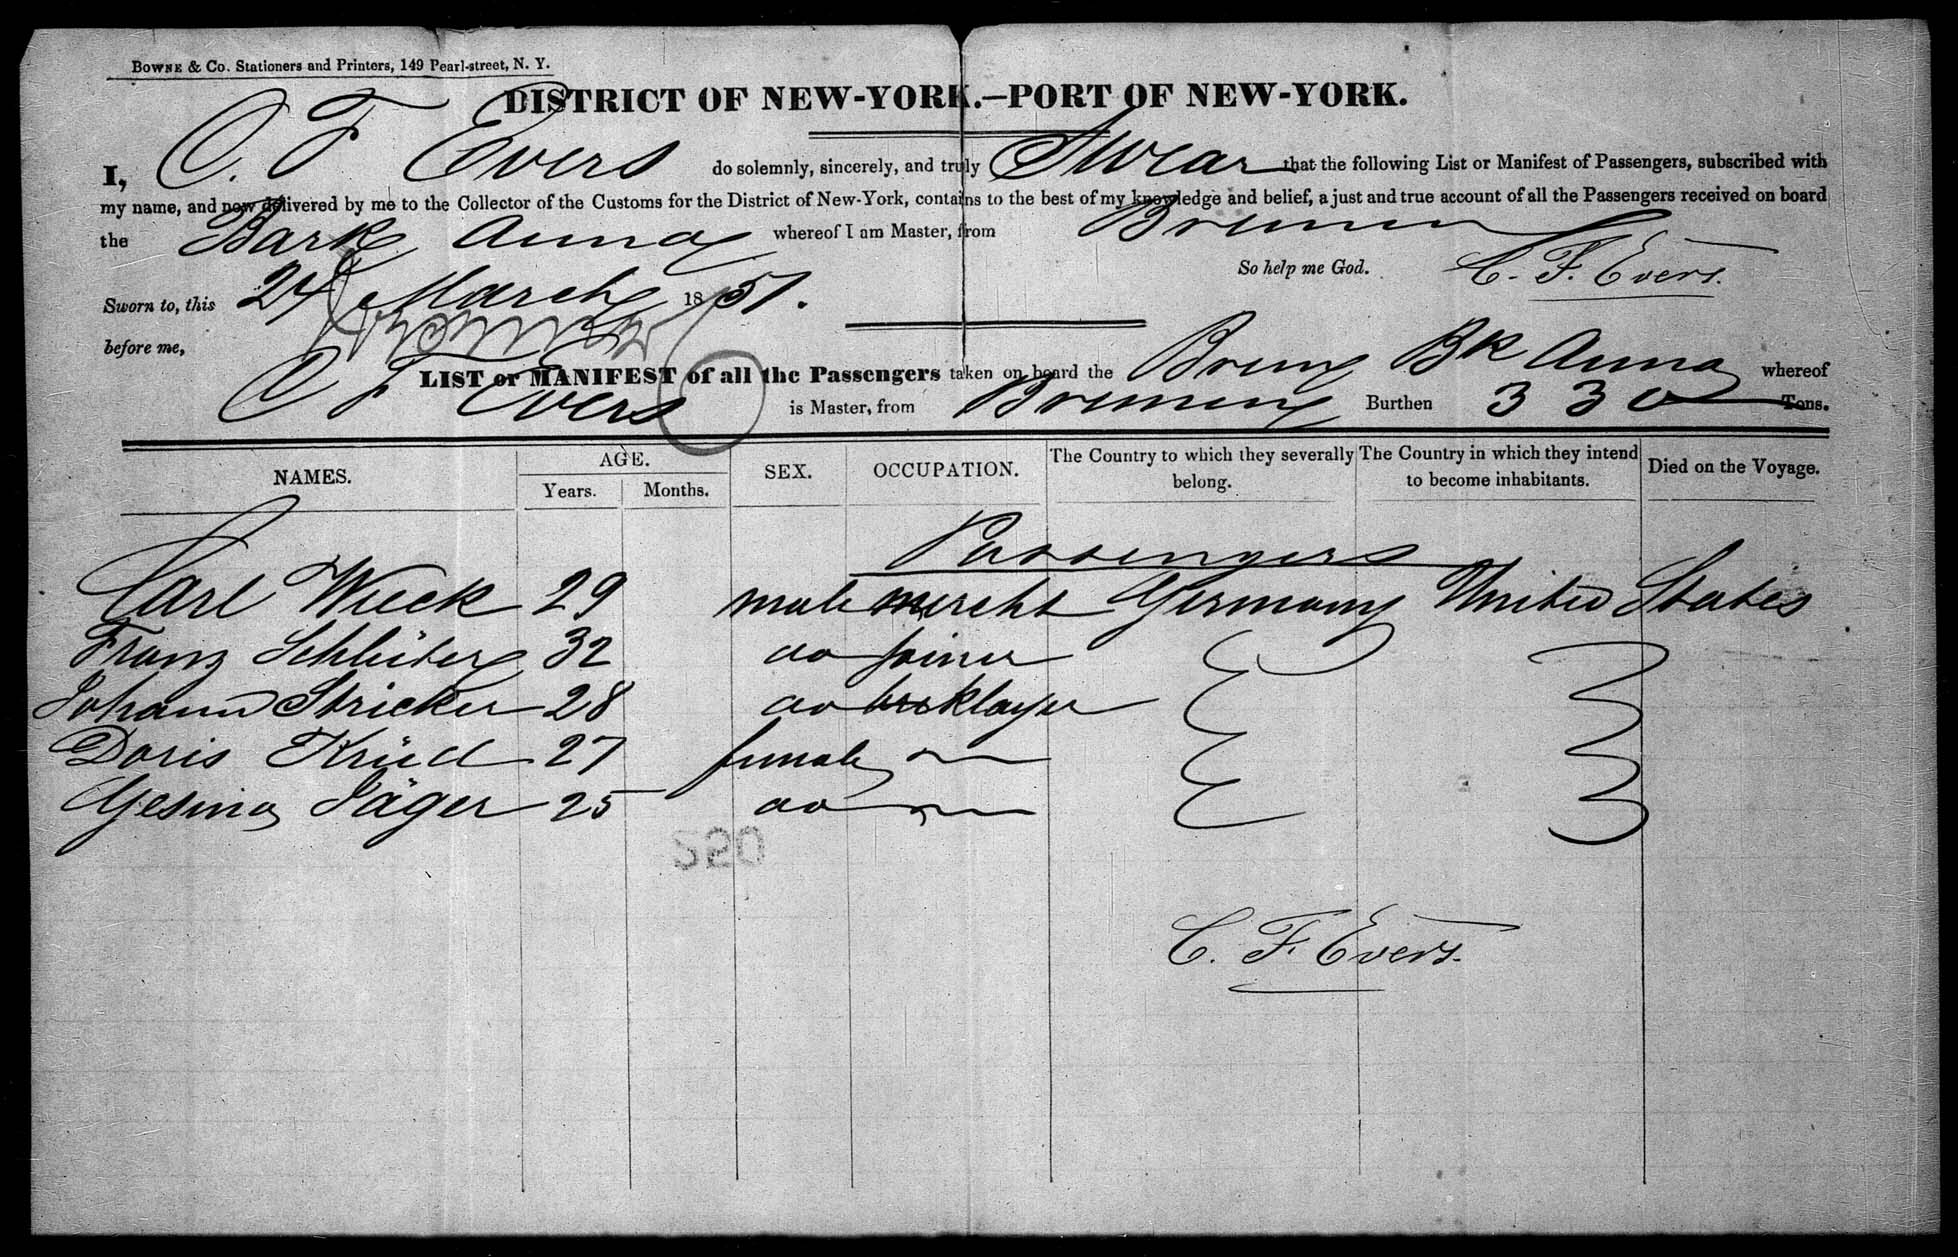 BOWNE & Co. Stationers and Printers, 149 Pearl-street, N. Y.
DISTRICT OF NEW-YORK.—PORT OF NEW-YORK.
I, C. F Evers do solemnly, sincerely, and truly Swear that the following List or Manifest of Passengers, subscribed with
my name, and now delivered by me to the Collector of the Customs for the District of New-York, contains to the best of my knowledge and belief, a just and true account of all the Passengers received on board
the Bark Anna whereof I am Master, from Bremen
So help me God. C. F. Evers.
Sworn to, this 24 March 1851.
before me,
LIST or MANIFEST of all the Passengers taken on board the Brem Bk Anna whereof
C F Evers is Master, from Bremen Burthen 330 Tons.
NAMES. AGE. SEX. OCCUPATION. The Country to which they severally belong. The Country in which they intend to become inhabitants. Died on the Voyage.
Years. Months.
Passengers
Carl Wieck 29 male mercht Germany United States
Franz Schlüter 32 do joiner
Johann Stricker 28 do bricklayer
Doris Krüd 27 female
Gesina Jäger 25 do
C. F. Evers.